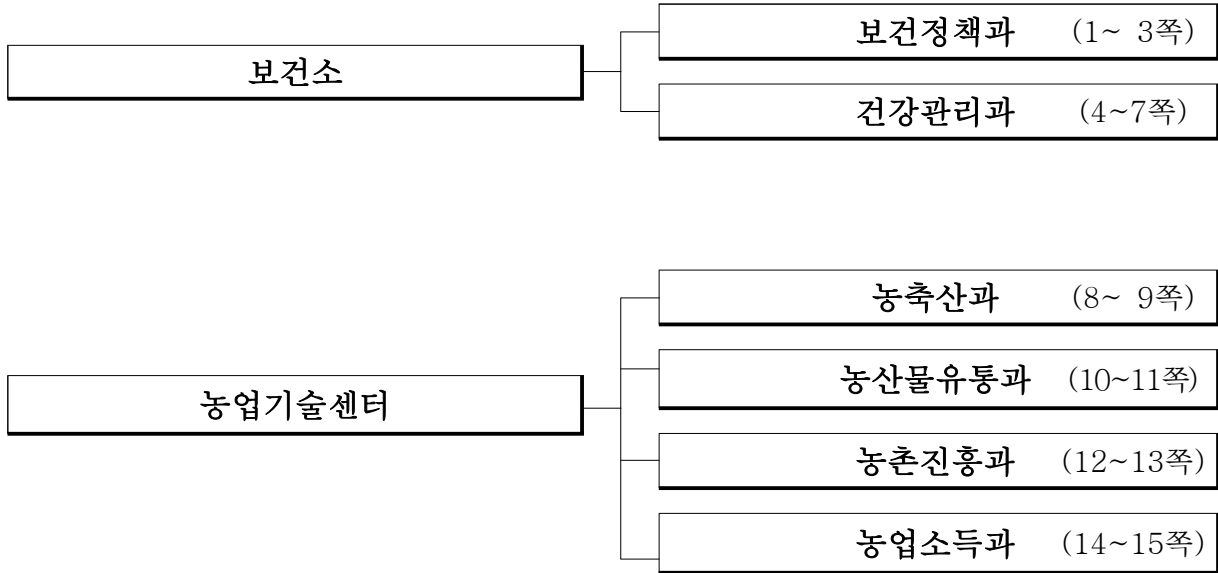 보건소
보건정책과 (1~ 3쪽)
건강관리과 (4~7쪽)
농업기술센터
농축산과 (8~ 9쪽)
농산물유통과 (10~11쪽)
농촌진흥과 (12~13쪽)
농업소득과 (14~15쪽)